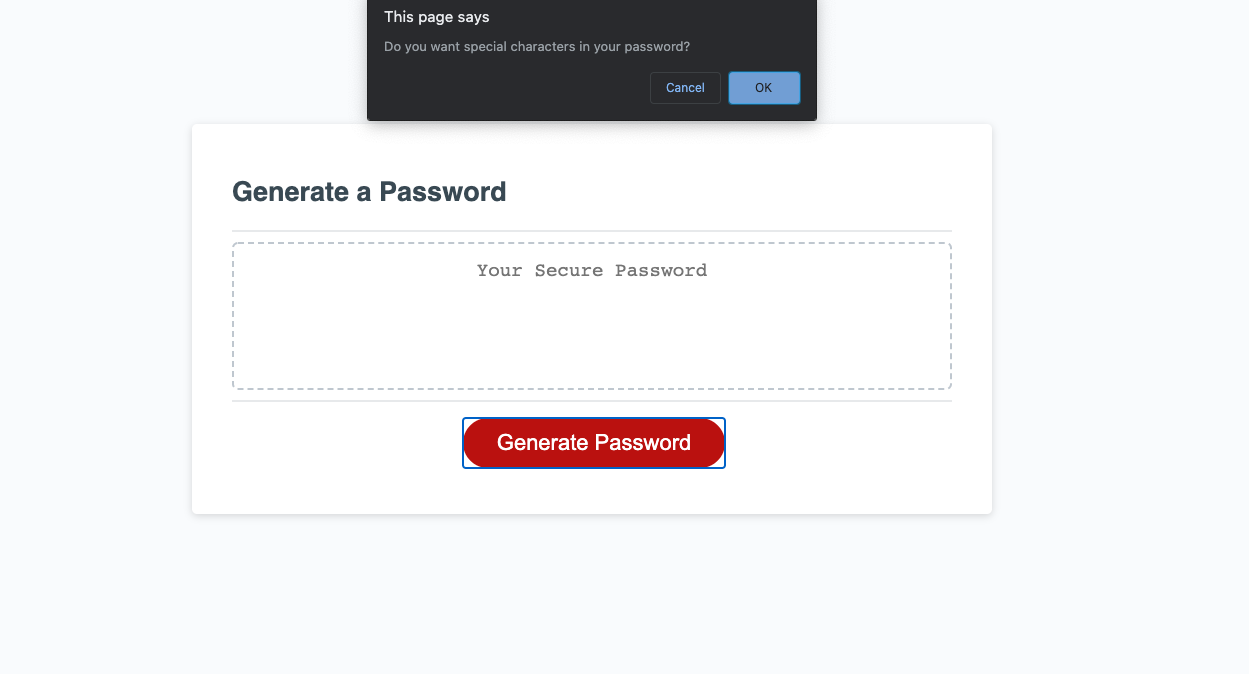 This page says
Do you want special characters in your password?
Cancel
OK
Generate a Password
Your Secure Password
Generate Password